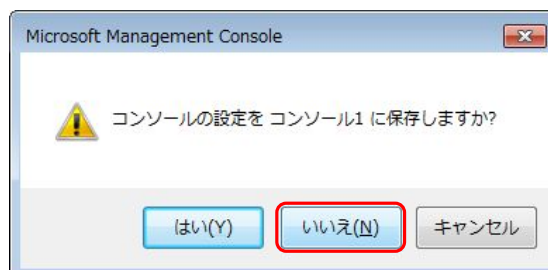 Microsoft Management Console
コンソールの設定を コンソール1 に保存しますか?
はい(Y)
いいえ(N)
キャンセル